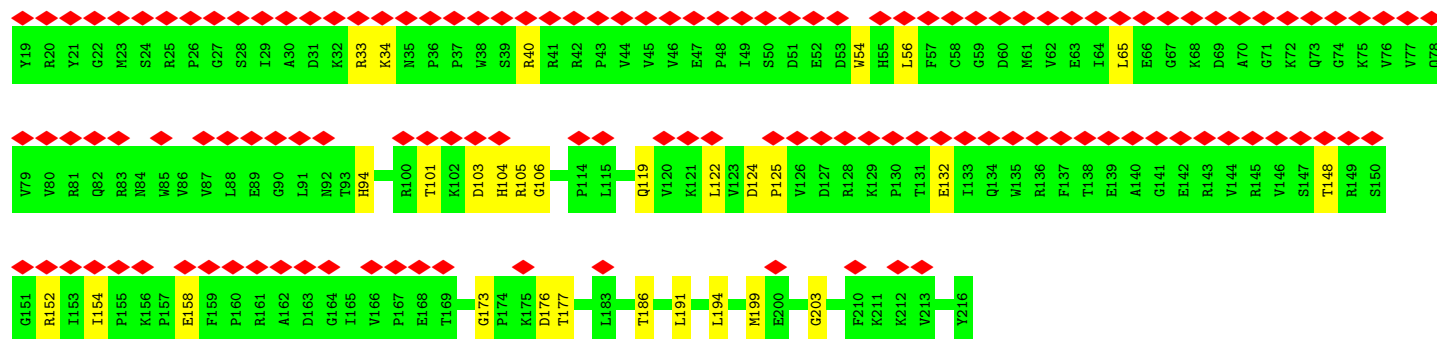 Y19 R20 Y21 G22 M23 S24 R25 P26 G27 S28 I29 A30 D31 K32 R33 K34 N35 P36 P37 W38 S39 R40 R41 R42 P43 V44 V45 V46 E47 P48 I49 S50 D51 E52 D53 W54 H55 L56 F57 C58 G59 D60 M61 V62 E63 I64 L65 E66 G67 K68 D69 A70 G71 K72 Q73 G74 K75 V76 V77 Q78
V79 V80 R81 Q82 R83 N84 W85 V86 V87 L88 E89 G90 L91 N92 T93 H94 R100 T101 K102 D103 H104 R105 G106 P114 L115 Q119 V120 K121 L122 V123 D124 P125 V126 D127 R128 K129 P130 T131 E132 I133 Q134 W135 R136 F137 T138 E139 A140 G141 E142 R143 V144 R145 V146 S147 T148 R149 S150
G151 R152 I153 I154 P155 K156 P157 E158 F159 P160 R161 A162 D163 G164 I165 V166 P167 E168 T169 G173 P174 K175 D176 T177 L183 T186 L191 L194 M199 E200 G203 F210 K211 K212 V213 Y216